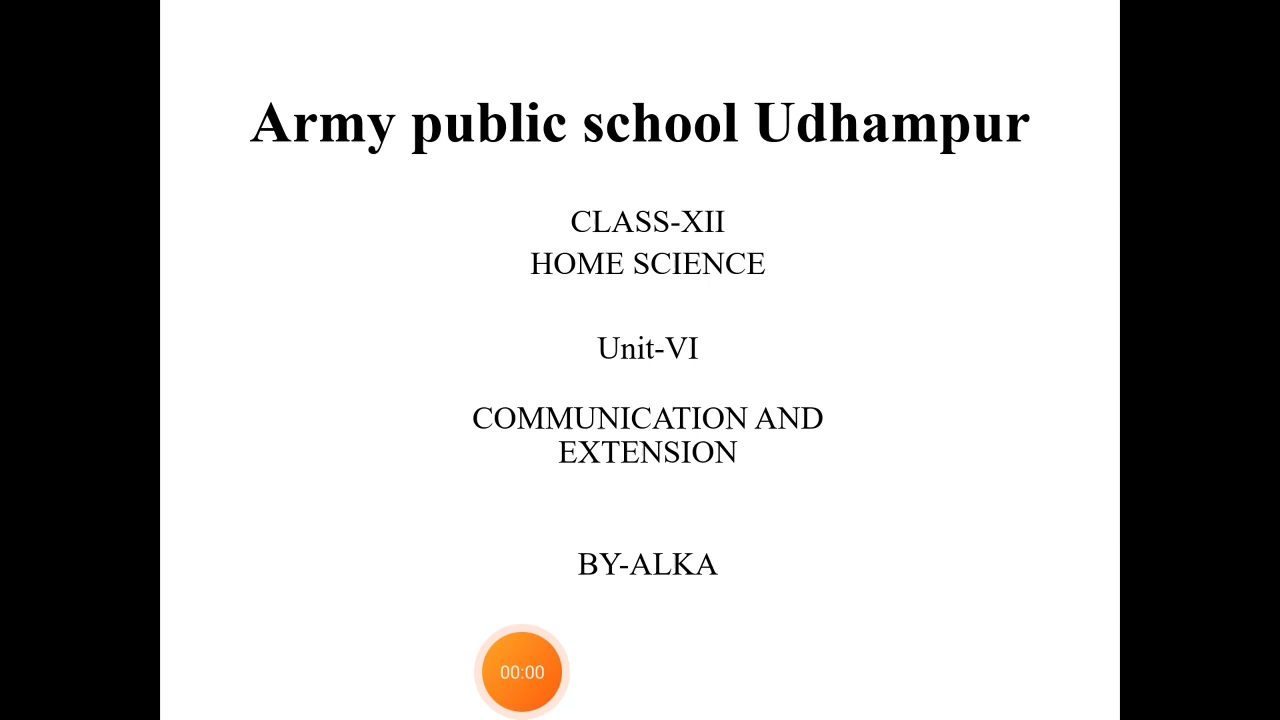 Army public school Udhampur
CLASS-XII
HOME SCIENCE
Unit-VI
COMMUNICATION AND
EXTENSION
BY-ALKA
00:00